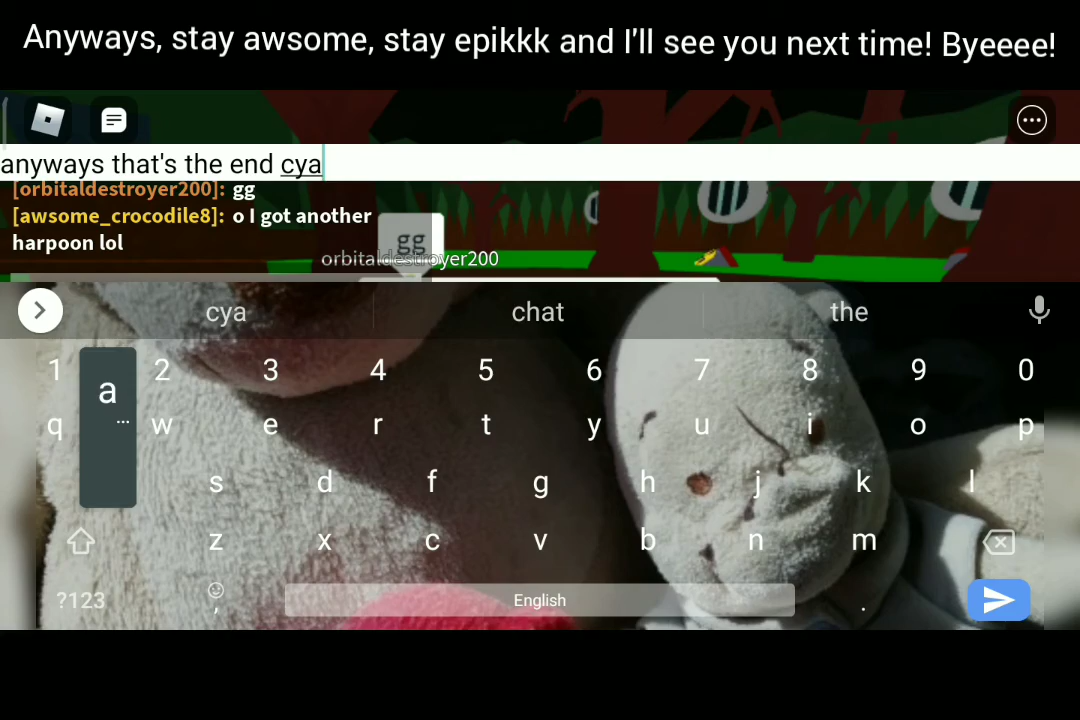 Anyways, stay awsome, stay epikkk and I'll see you next time! Byeeee!
anyways that's the end cya
[orbitaldestroyer200]: gg
[awsome_crocodile8]: o I got another
harpoon lol
gg
orbitaldestroyer200
cya chat the
1 2 3 4 5 6 7 8 9 0
a
q w e r t y u i o p
s d f g h j k l
z x c v b n m
?123 , English .